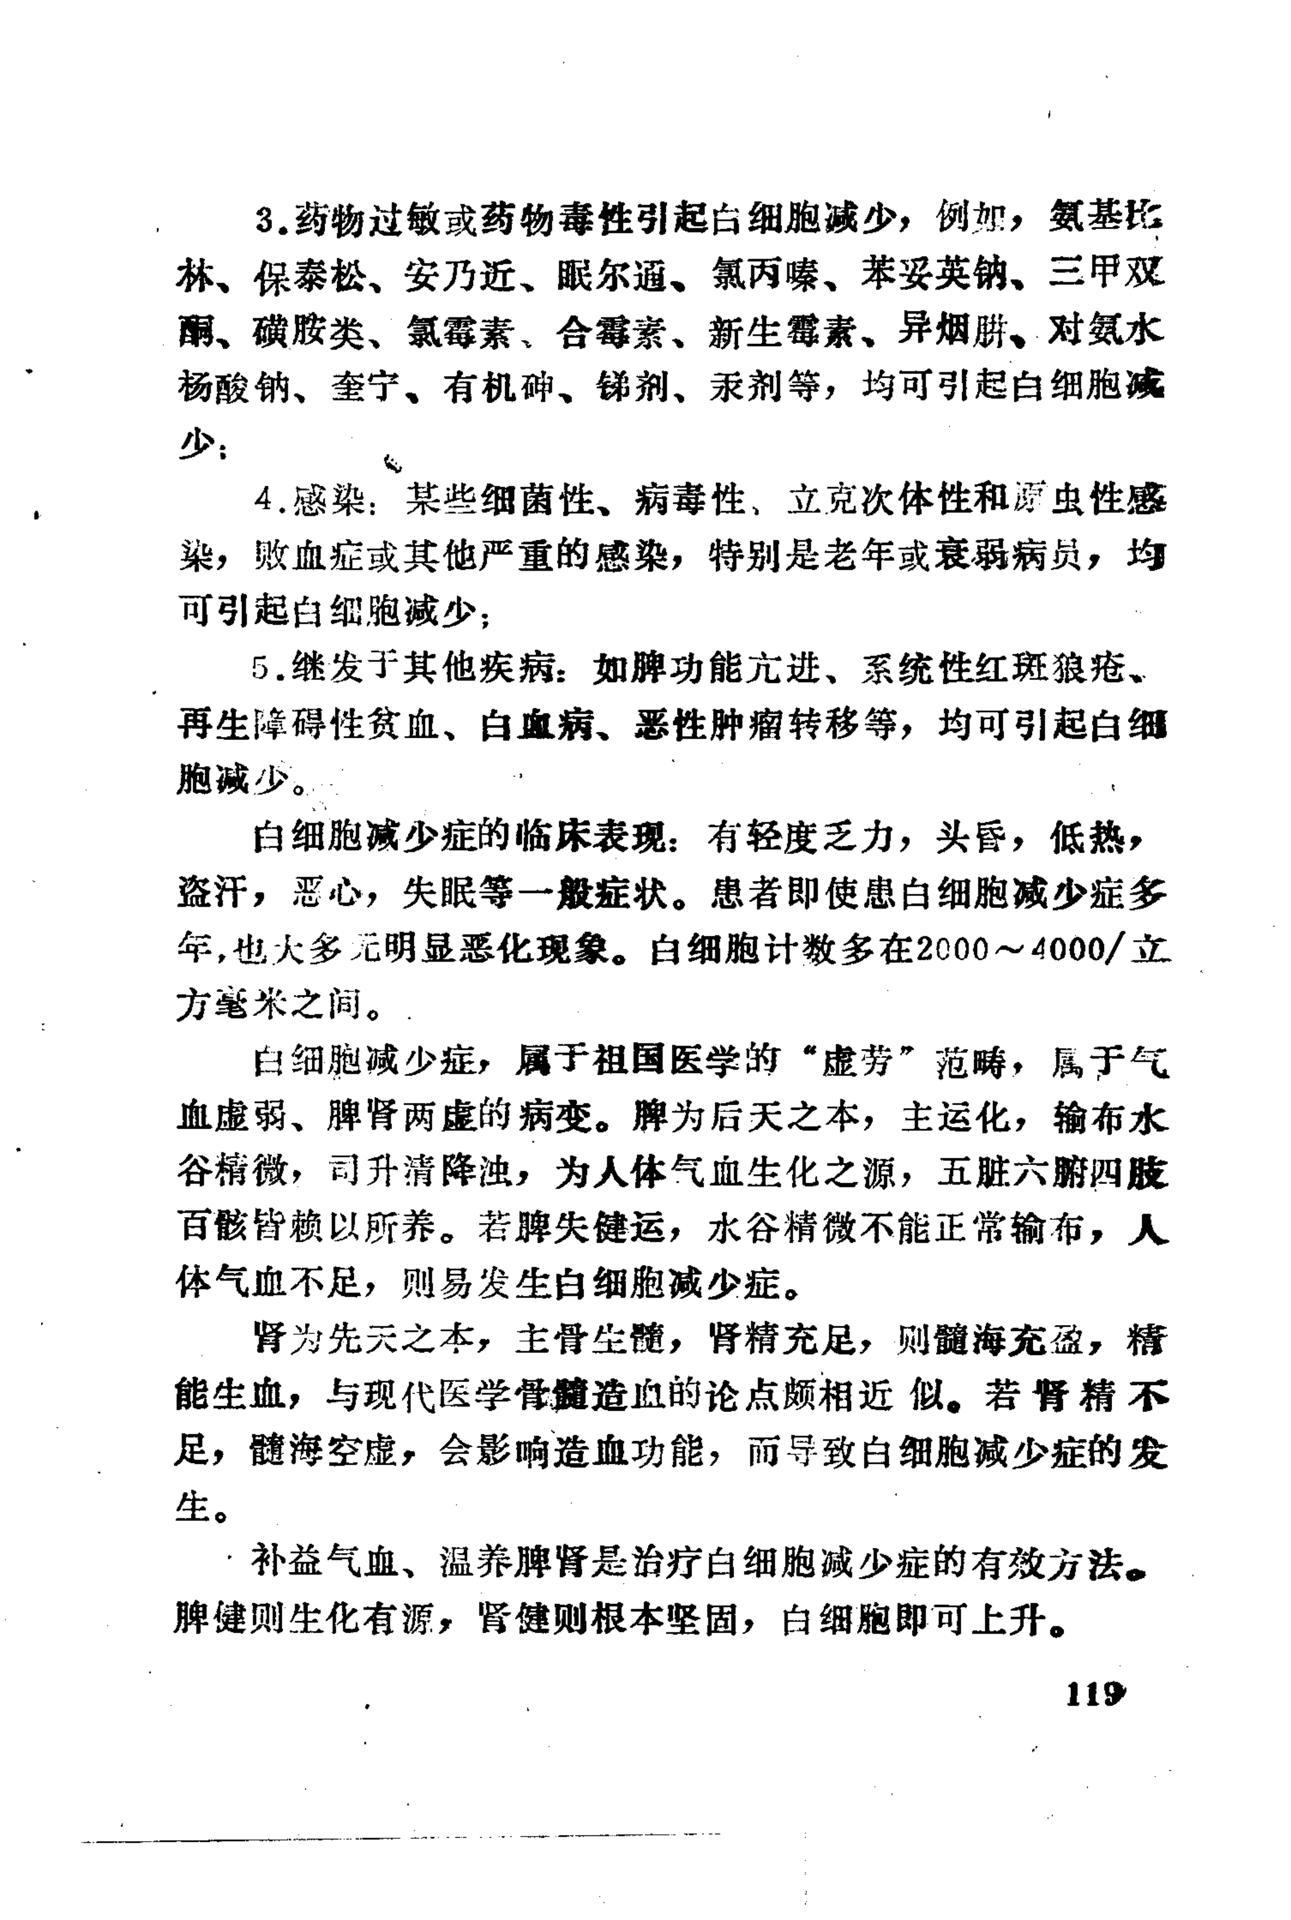 3.药物过敏或药物毒性引起白细胞减少，例如，氨基比
林、保泰松、安乃近、眠尔通、氯丙嗪、苯妥英钠、三甲双
酮、磺胺类、氯霉素、合霉素、新生霉素、异烟肼、对氨水
杨酸钠、奎宁、有机砷、锑剂、汞剂等，均可引起白细胞减
少；
4.感染：某些细菌性、病毒性、立克次体性和原虫性感
染，败血症或其他严重的感染，特别是老年或衰弱病员，均
可引起白细胞减少；
5.继发于其他疾病：如脾功能亢进、系统性红斑狼疮、
再生障碍性贫血、白血病、恶性肿瘤转移等，均可引起白细
胞减少。
白细胞减少症的临床表现：有轻度乏力，头昏，低热，
盗汗，恶心，失眠等一般症状。患者即使患白细胞减少症多
年，也大多无明显恶化现象。白细胞计数多在2000～4000/立
方毫米之间。
白细胞减少症，属于祖国医学的“虚劳”范畴，属于气
血虚弱、脾肾两虚的病变。脾为后天之本，主运化，输布水
谷精微，司升清降浊，为人体气血生化之源，五脏六腑四肢
百骸皆赖以所养。若脾失健运，水谷精微不能正常输布，人
体气血不足，则易发生白细胞减少症。
肾为先天之本，主骨生髓，肾精充足，则髓海充盈，精
能生血，与现代医学骨髓造血的论点颇相近似。若肾精不
足，髓海空虚，会影响造血功能，而导致白细胞减少症的发
生。
补益气血、温养脾肾是治疗白细胞减少症的有效方法。
脾健则生化有源，肾健则根本坚固，白细胞即可上升。
119